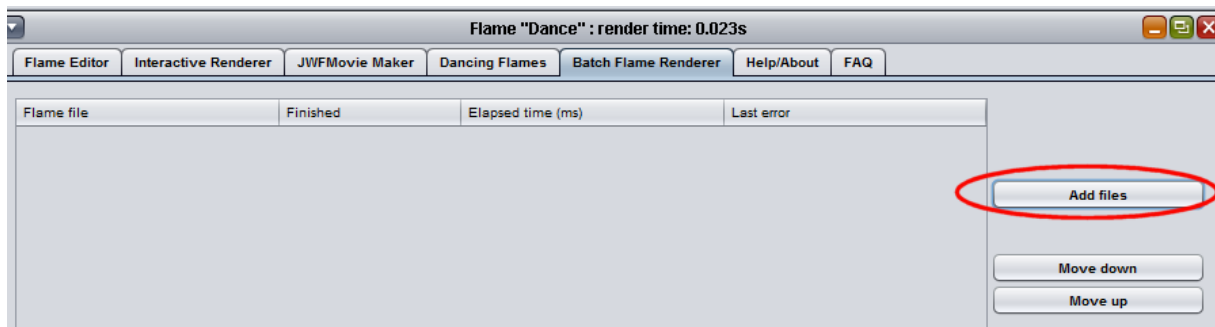 Flame "Dance" : render time: 0.023s
Flame Editor Interactive Renderer JWFMovie Maker Dancing Flames Batch Flame Renderer Help/About FAQ
Flame file Finished Elapsed time (ms) Last error
Add files
Move down
Move up